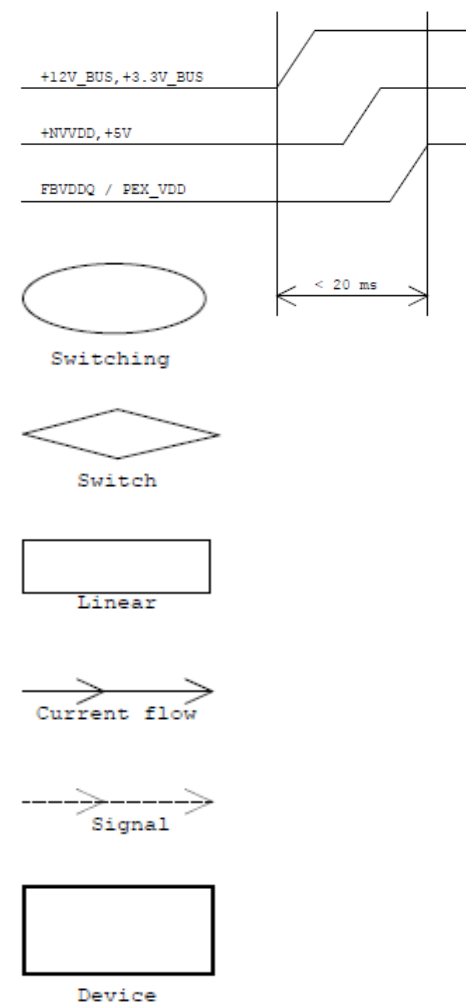 +12V_BUS,+3.3V_BUS
+NVVDD,+5V
FBVDDQ / PEX_VDD
< 20 ms
Switching
Switch
Linear
Current flow
Signal
Device